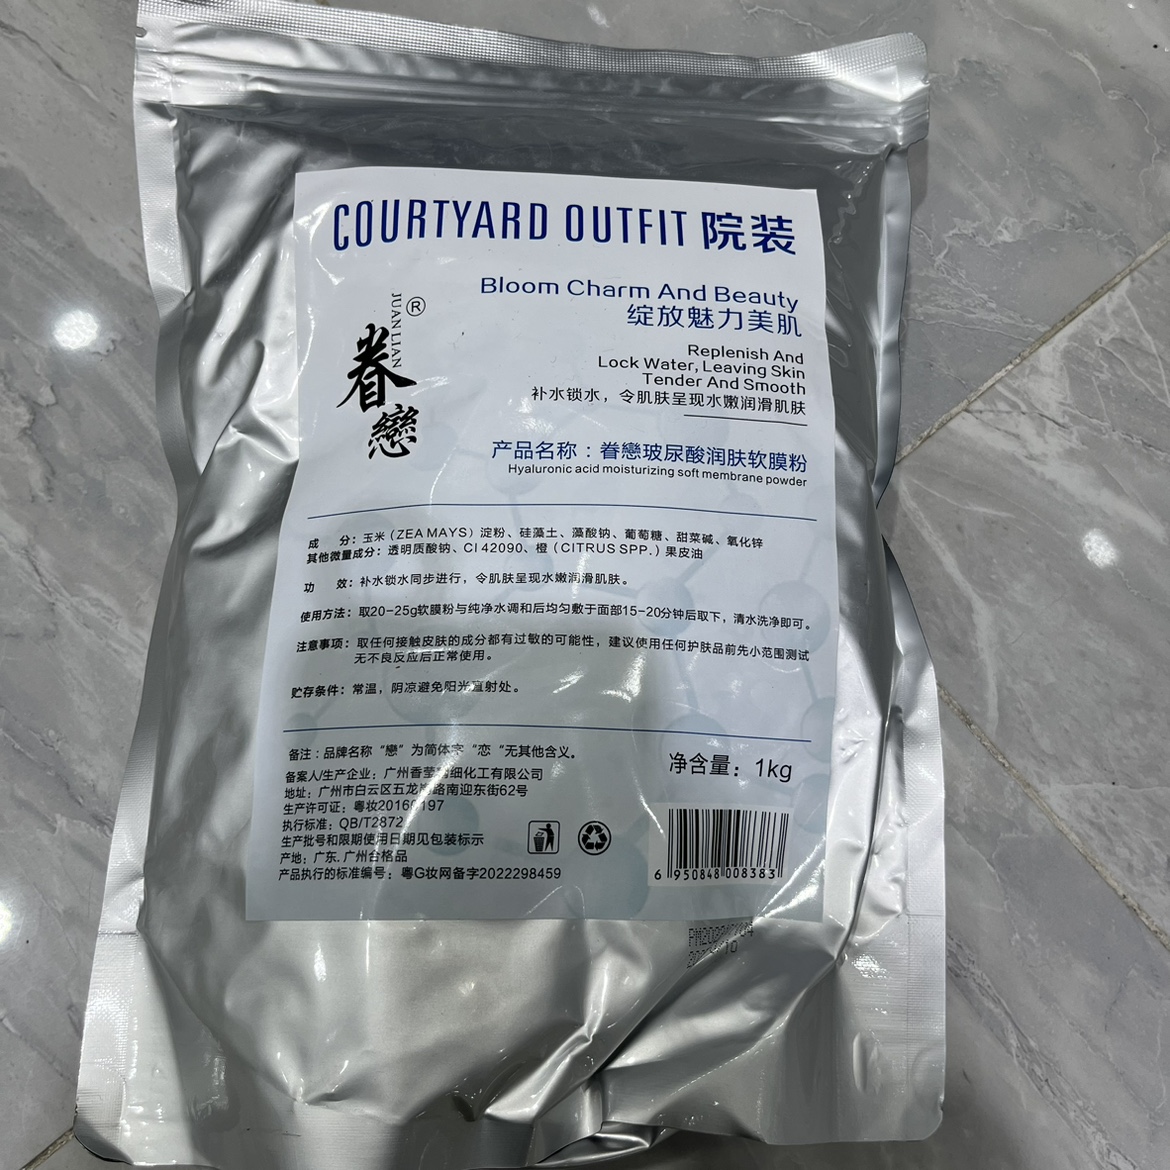 COURTYARD OUTFIT 院装
Bloom Charm And Beauty
绽放魅力美肌
JUAN LIAN ®
眷
戀
Replenish And
Lock Water, Leaving Skin
Tender And Smooth
补水锁水，令肌肤呈现水嫩润滑肌肤
产品名称：眷戀玻尿酸润肤软膜粉
Hyaluronic acid moisturizing soft membrane powder
成 分：玉米（ZEA MAYS）淀粉、硅藻土、藻酸钠、葡萄糖、甜菜碱、氧化锌
其他微量成分：透明质酸钠、CI 42090、橙（CITRUS SPP.）果皮油
功 效：补水锁水同步进行，令肌肤呈现水嫩润滑肌肤。
使用方法：取20-25g软膜粉与纯净水调和后均匀敷于面部15-20分钟后取下，清水洗净即可。
注意事项：取任何接触皮肤的成分都有过敏的可能性，建议使用任何护肤品前先小范围测试
无不良反应后正常使用。
贮存条件：常温，阴凉避免阳光直射处。
备注：品牌名称“戀”为简体字“恋“无其他含义。
净含量：1kg
备案人/生产企业：广州香莹精细化工有限公司
地址：广州市白云区五龙岗路南迎东街62号
生产许可证：粤妆2016 197
执行标准：QB/T2872
生产批号和限期使用日期见包装标示
产地：广东.广州合格品
产品执行的标准编号：粤G妆网备字2022298459
6 950848 008383